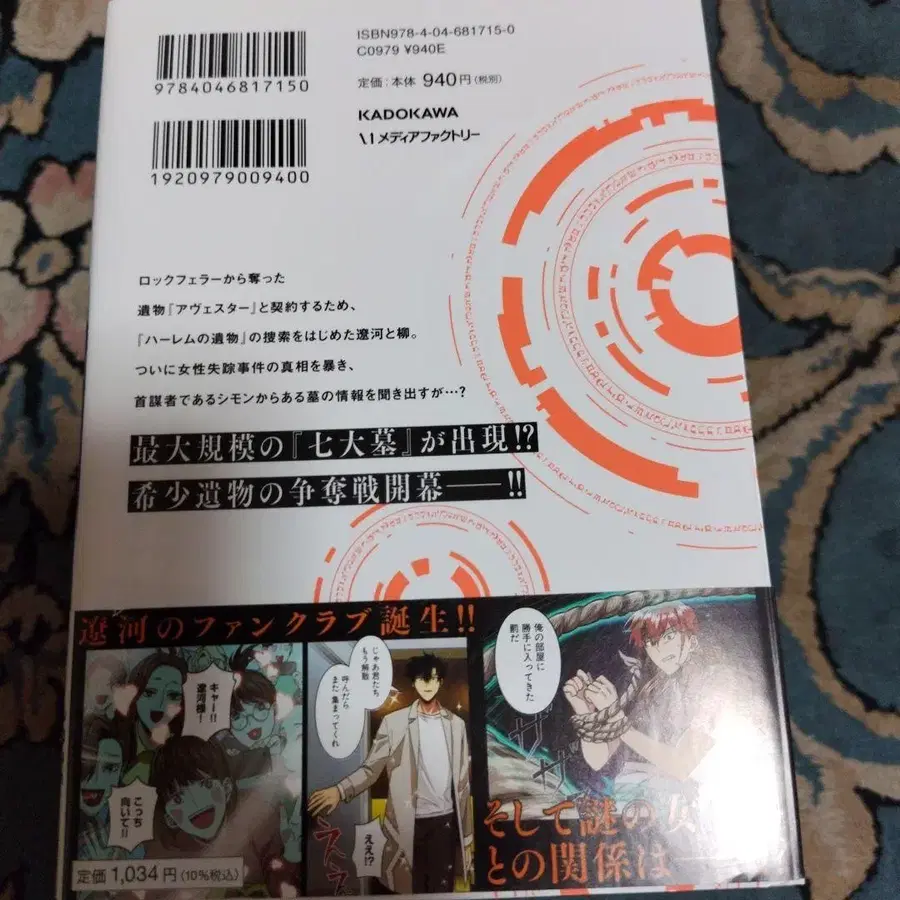 ISBN978-4-04-681715-0
C0979 ¥940E
定価:本体 940円(税別)
9784046817150
KADOKAWA
メディアファクトリー
1920979009400
ロックフェラーから奪った
遺物『アヴェスター』と契約するため、
『ハーレムの遺物』の捜索をはじめた遼河と柳。
ついに女性失踪事件の真相を暴き、
首謀者であるシモンからある墓の情報を聞き出すが…?
最大規模の『七大墓』が出現!?
希少遺物の争奪戦開幕――!!
遼河のファンクラブ誕生!!
キャー!!
遼河様!
こっち
向いて!!
じゃあ君たち
もう解散
呼んだら
また集まってくれ
ええ!?
俺の部屋に
勝手に入ってきた
罰だ
ザ
ザ
そして謎の女
との関係は――
定価 1,034 円(10%税込)